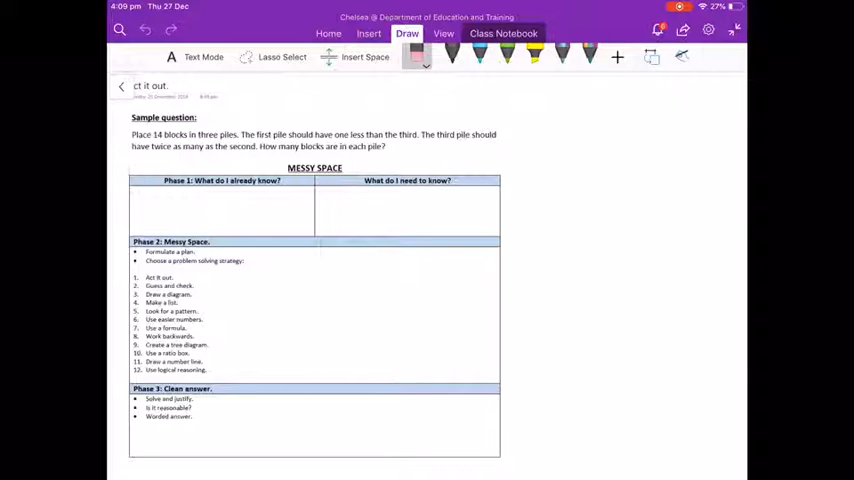 4:09 pm Thu 27 Dec
27%
Chelsea @ Department of Education and Training
Home Insert Draw View Class Notebook
6
A Text Mode Lasso Select Insert Space
ct it out.
8:49 pm
Sample question:
Place 14 blocks in three piles. The first pile should have one less than the third. The third pile should
have twice as many as the second. How many blocks are in each pile?
MESSY SPACE
Phase 1: What do I already know? What do I need to know?
Phase 2: Messy Space.
• Formulate a plan.
• Choose a problem solving strategy:
1. Act it out.
2. Guess and check.
3. Draw a diagram.
4. Make a list.
5. Look for a pattern.
6. Use easier numbers.
7. Use a formula.
8. Work backwards.
9. Create a tree diagram.
10. Use a ratio box.
11. Draw a number line.
12. Use logical reasoning.
Phase 3: Clean answer.
• Solve and justify.
• Is it reasonable?
• Worded answer.